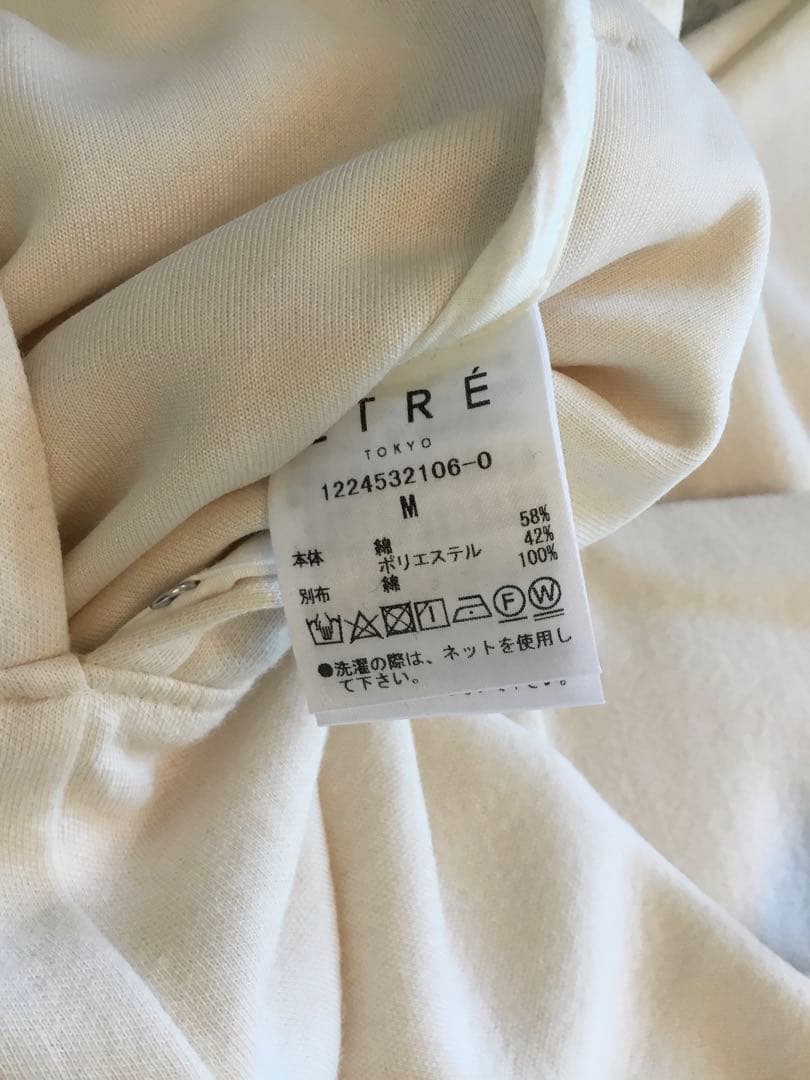 TRÉ
TOKYO
1224532106-0
M
本体 綿 58%
ポリエステル 42%
別布 綿 100%
F W
●洗濯の際は、ネットを使用し
て下さい。